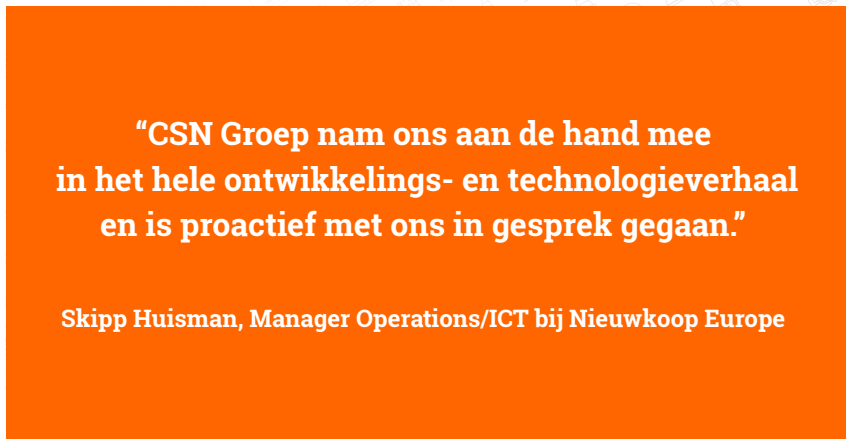 “CSN Groep nam ons aan de hand mee
in het hele ontwikkelings- en technologieverhaal
en is proactief met ons in gesprek gegaan.”
Skipp Huisman, Manager Operations/ICT bij Nieuwkoop Europe